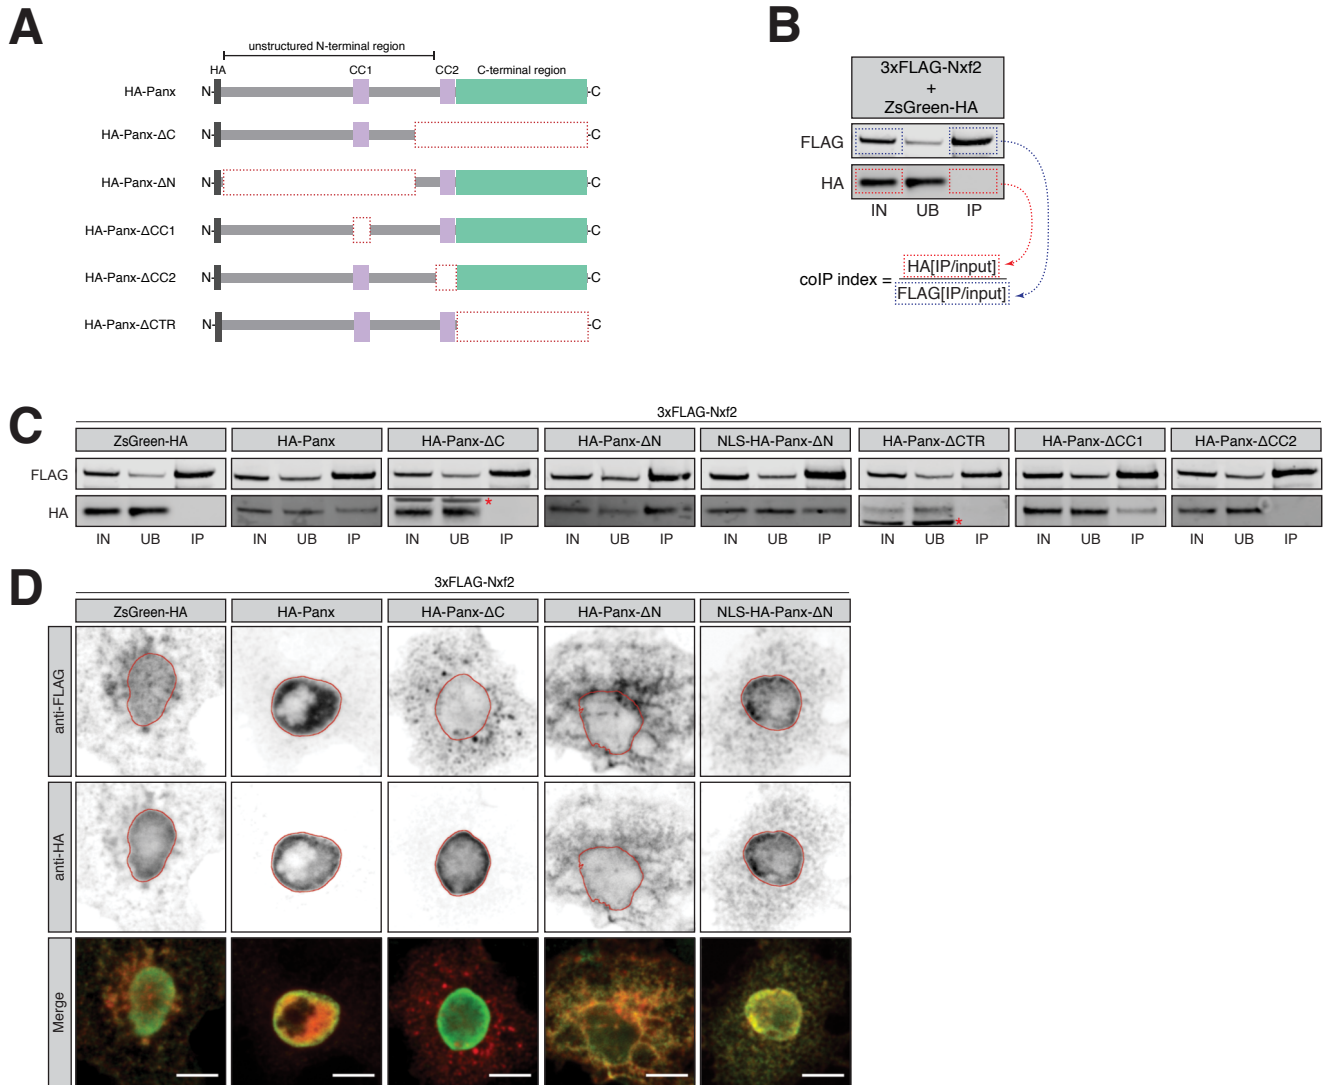 A
unstructured N-terminal region
HA CC1 CC2 C-terminal region
HA-Panx N- -C
HA-Panx-ΔC N- -C
HA-Panx-ΔN N- -C
HA-Panx-ΔCC1 N- -C
HA-Panx-ΔCC2 N- -C
HA-Panx-ΔCTR N- -C
B
3xFLAG-Nxf2
+
ZsGreen-HA
FLAG
HA
IN UB IP
coIP index =
HA[IP/input]
FLAG[IP/input]
C
3xFLAG-Nxf2
ZsGreen-HA HA-Panx HA-Panx-ΔC HA-Panx-ΔN NLS-HA-Panx-ΔN HA-Panx-ΔCTR HA-Panx-ΔCC1 HA-Panx-ΔCC2
FLAG
HA * *
IN UB IP IN UB IP IN UB IP IN UB IP IN UB IP IN UB IP IN UB IP IN UB IP
D
3xFLAG-Nxf2
ZsGreen-HA HA-Panx HA-Panx-ΔC HA-Panx-ΔN NLS-HA-Panx-ΔN
anti-FLAG
anti-HA
Merge